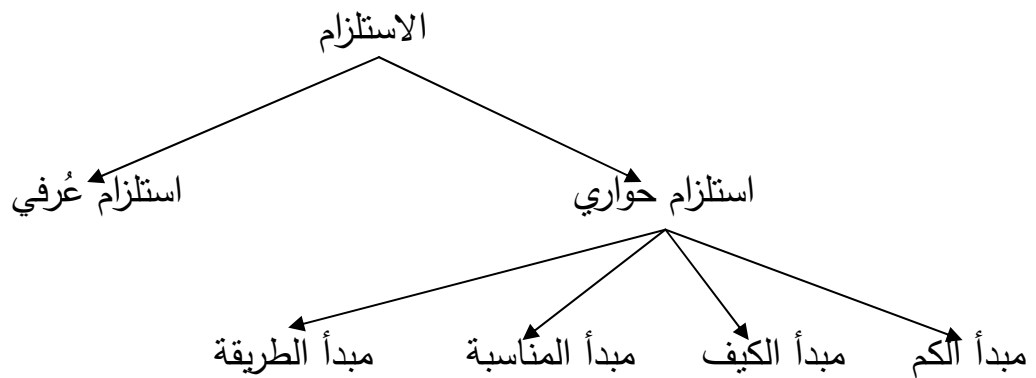 الاستلزام
استلزام حواري استلزام عُرفي
مبدأ الكم مبدأ الكيف مبدأ المناسبة مبدأ الطريقة